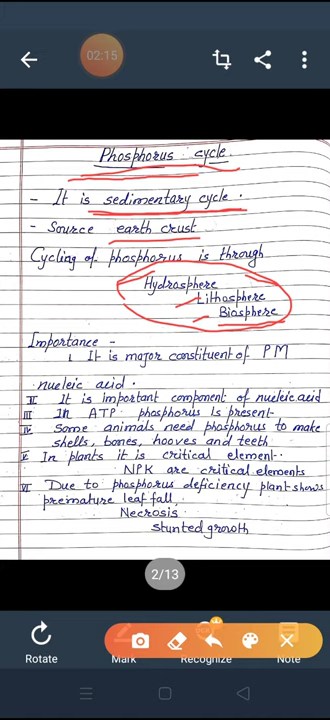 02:15
Phosphorus cycle
- It is sedimentary cycle.
- Source earth crust
Cycling of phosphorus is through
Hydrosphere
Lithosphere
Biosphere
Importance -
I. It is major constituent of PM
nucleic acid.
II It is important component of nucleic acid
III In ATP phosphorus is present.
IV Some animals need phosphorus to make
shells, bones, hooves and teeth
V In plants it is critical element.
NPK are critical elements
VI Due to phosphorus deficiency plant shows
premature leaf fall.
Necrosis
stunted growth
2/13
Rotate
Mark
Recognize
Note